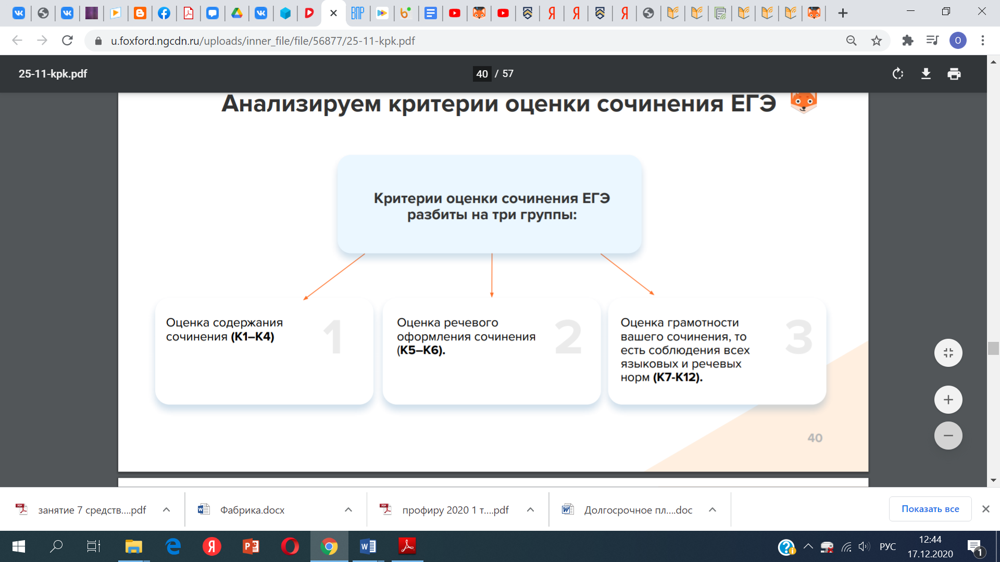 u.foxford.ngcdn.ru/uploads/inner_file/file/56877/25-11-kpk.pdf
O
25-11-kpk.pdf
40 / 57
Анализируем критерии оценки сочинения ЕГЭ
Критерии оценки сочинения ЕГЭ
разбиты на три группы:
Оценка содержания
сочинения (К1–К4)
1
Оценка речевого
оформления сочинения
(К5–К6).
2
Оценка грамотности
вашего сочинения, то
есть соблюдения всех
языковых и речевых
норм (К7-К12).
3
40
занятие 7 средств....pdf
Фабрика.docx
профиру 2020 1 т....pdf
Долгосрочное пл....doc
Показать все
РУС
12:44
17.12.2020
1